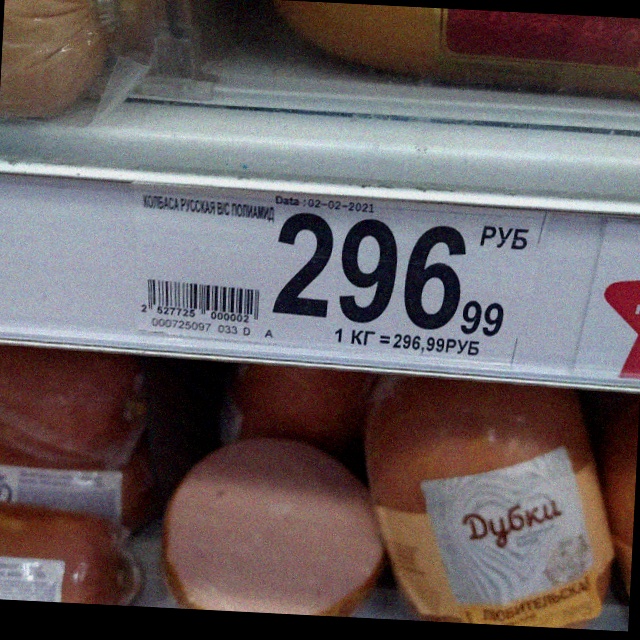 КОЛБАСА РУССКАЯ В/С ПОЛИАМИД
Data :02-02-2021
296 99 РУБ
2 527725 000002
000725097 033 D A
1 КГ = 296,99РУБ
Дубки
ЛЮБИТЕЛЬСКАЯ